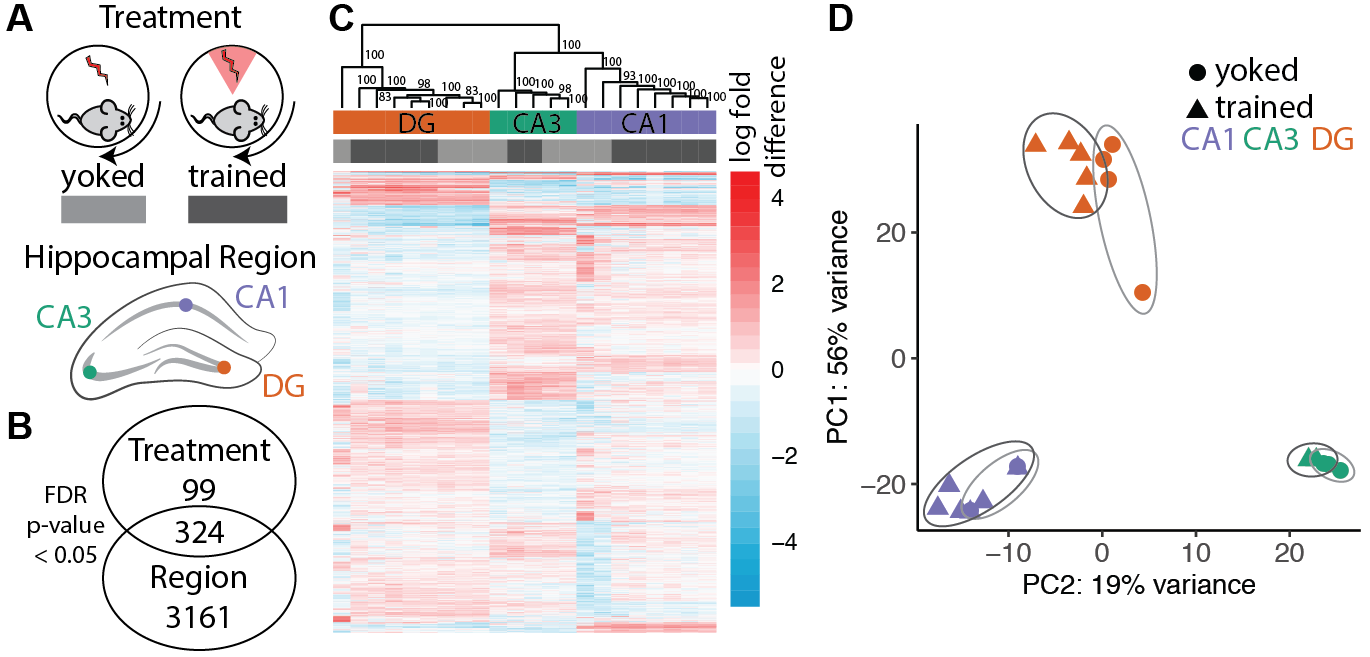 A
Treatment
yoked
trained
Hippocampal Region
CA3
CA1
DG
B
Treatment
99
FDR
p-value
< 0.05
324
Region
3161
C
100
100
100
100
100
98
100
83
83
100
100
100
100
98
100
100
93
100
100
100
100
100
DG
CA3
CA1
log fold
difference
4
2
0
−2
−4
D
yoked
trained
CA1 CA3 DG
PC1: 56% variance
20
0
−20
−10
0
10
20
PC2: 19% variance